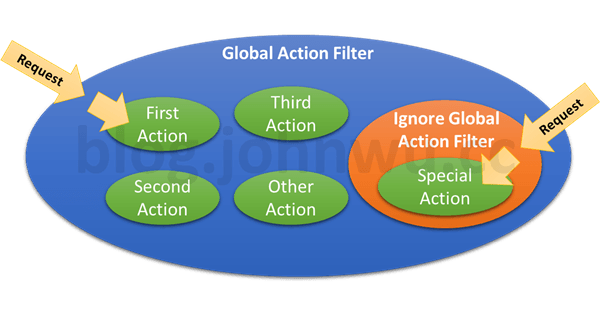 Global Action Filter
Request
First
Action
Third
Action
Second
Action
Other
Action
Ignore Global
Action Filter
Special
Action
Request
blog.johnwu.cc